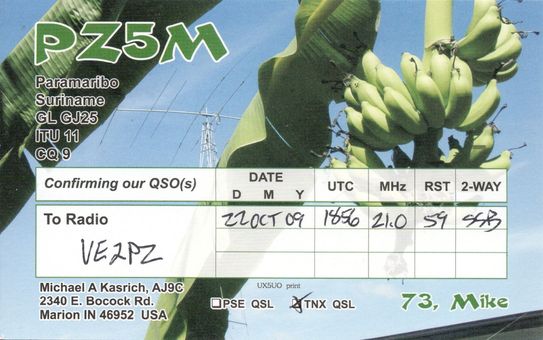 PZ5M
Paramaribo
Suriname
GL GJ25
ITU 11
CQ 9
Confirming our QSO(s) DATE D M Y UTC MHz RST 2-WAY
To Radio 22 OCT 09 1856 21.0 59 SSB
VE2PZ
UX5UO print
Michael A Kasrich, AJ9C
2340 E. Bocock Rd.
Marion IN 46952 USA
PSE QSL TNX QSL
73, Mike